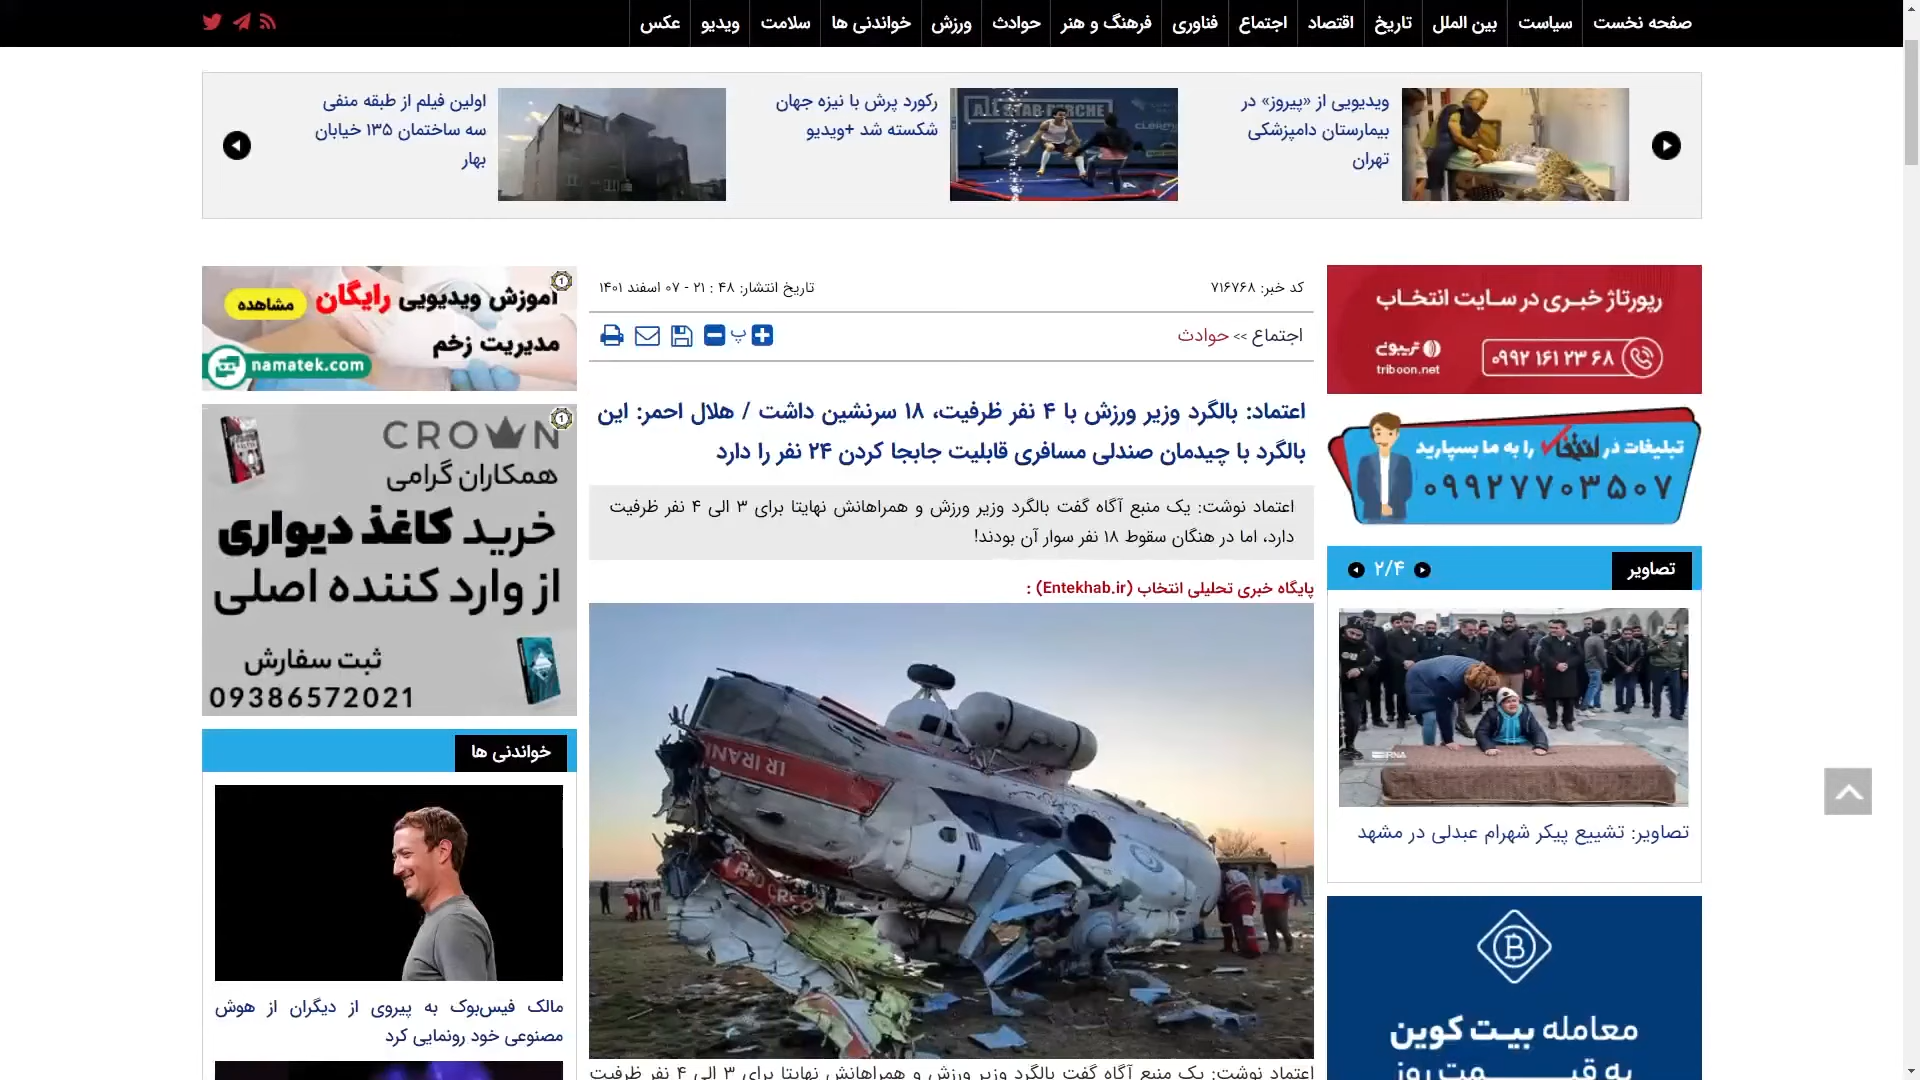 صفحه نخست
سیاست
بین الملل
تاریخ
اقتصاد
اجتماع
فناوری
فرهنگ و هنر
حوادث
ورزش
خواندنی ها
سلامت
ویدیو
عکس
ویدیویی از «پیروز» در
بیمارستان دامپزشکی
تهران
رکورد پرش با نیزه جهان
شکسته شد +ویدیو
اولین فیلم از طبقه منفی
سه ساختمان ۱۳۵ خیابان
بهار
رپورتاژ خبری در سایت انتخاب
۰۹۹۲ ۱۶۱ ۲۳ ۶۸
تریبون
triboon.net
تبلیغات در انتخاب را به ما بسپارید
۰۹۹۲۷۷۰۳۵۰۷
تصاویر
۲/۴
تصاویر: تشییع پیکر شهرام عبدلی در مشهد
معامله بیت کوین
کد خبر: ۷۱۶۷۶۸
تاریخ انتشار: ۴۸ : ۲۱ - ۰۷ اسفند ۱۴۰۱
اجتماع >> حوادث
پ
اعتماد: بالگرد وزیر ورزش با ۴ نفر ظرفیت، ۱۸ سرنشین داشت / هلال احمر: این
بالگرد با چیدمان صندلی مسافری قابلیت جابجا کردن ۲۴ نفر را دارد
اعتماد نوشت: یک منبع آگاه گفت بالگرد وزیر ورزش و همراهانش نهایتا برای ۳ الی ۴ نفر ظرفیت
دارد، اما در هنگان سقوط ۱۸ نفر سوار آن بودند!
پایگاه خبری تحلیلی انتخاب (Entekhab.ir) :
IR IRAN
RED CRE
اعتماد نوشت: یک منبع آگاه گفت بالگرد وزیر ورزش و همراهانش نهایتا برای ۳ الی ۴ نفر ظرفیت
آموزش ویدیویی رایگان
مشاهده
مدیریت زخم
namatek.com
CROWN
همکاران گرامی
خرید کاغذ دیواری
از وارد کننده اصلی
ثبت سفارش
09386572021
خواندنی ها
مالک فیس‌بوک به پیروی از دیگران از هوش
مصنوعی خود رونمایی کرد